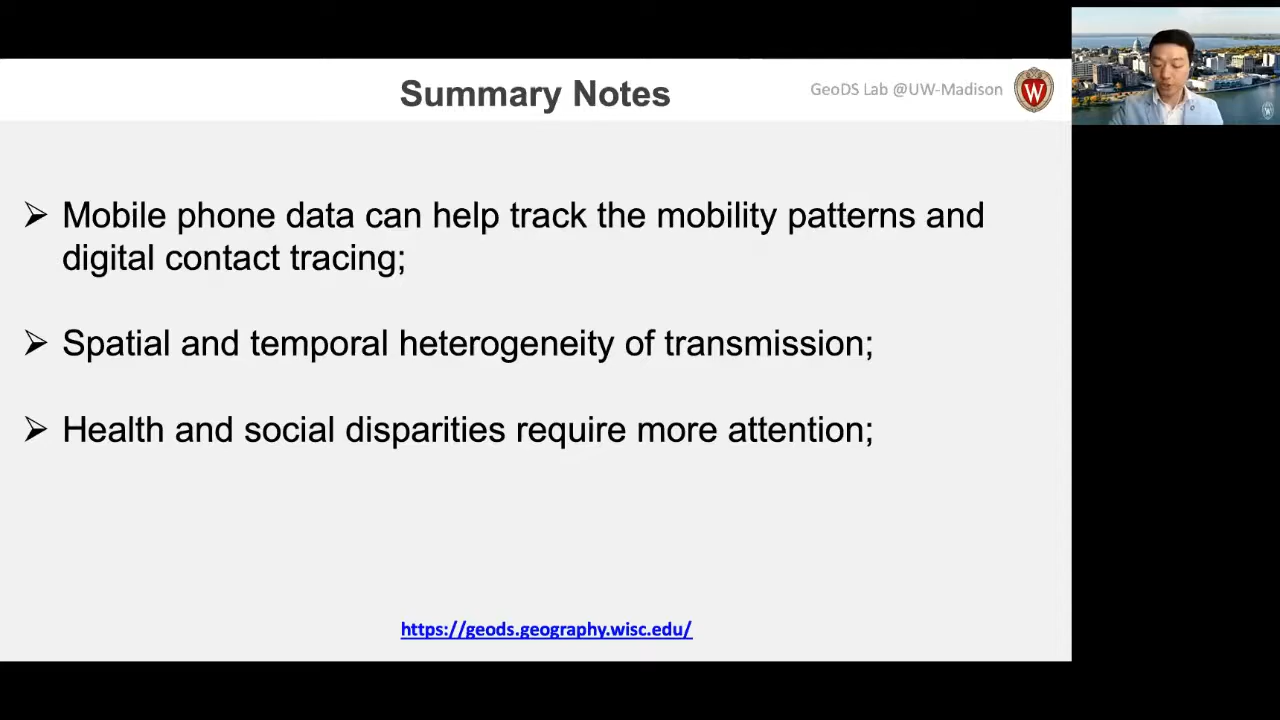 Summary Notes
GeoDS Lab @UW-Madison
W
➢ Mobile phone data can help track the mobility patterns and
digital contact tracing;
➢ Spatial and temporal heterogeneity of transmission;
➢ Health and social disparities require more attention;
https://geods.geography.wisc.edu/